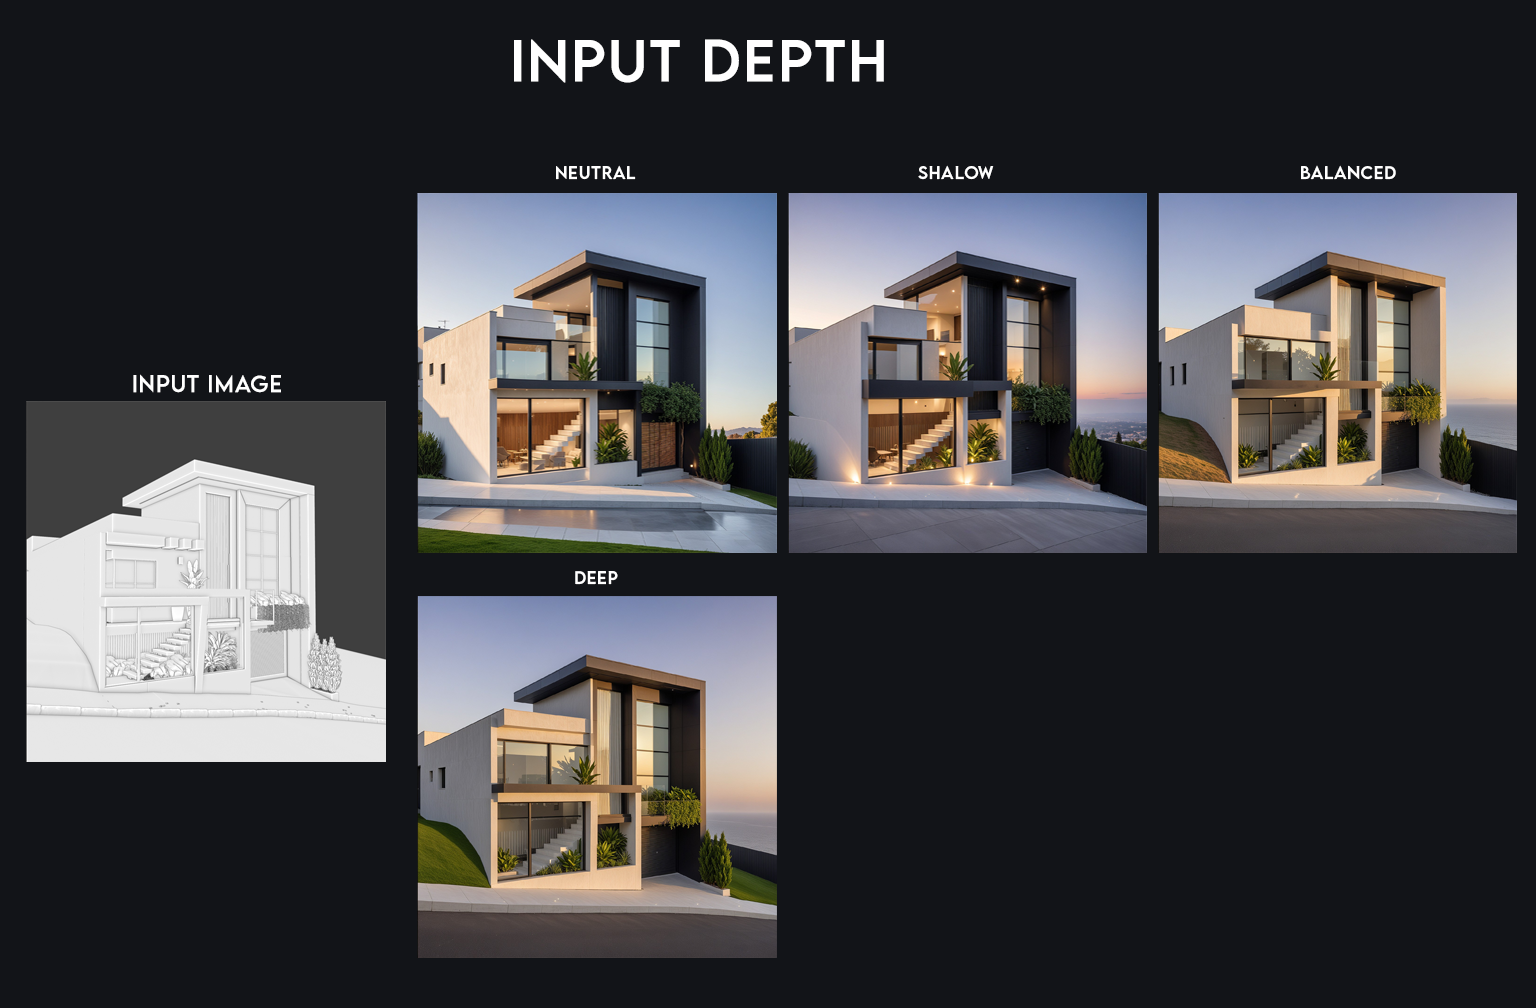 INPUT DEPTH
INPUT IMAGE
NEUTRAL
SHALOW
BALANCED
DEEP